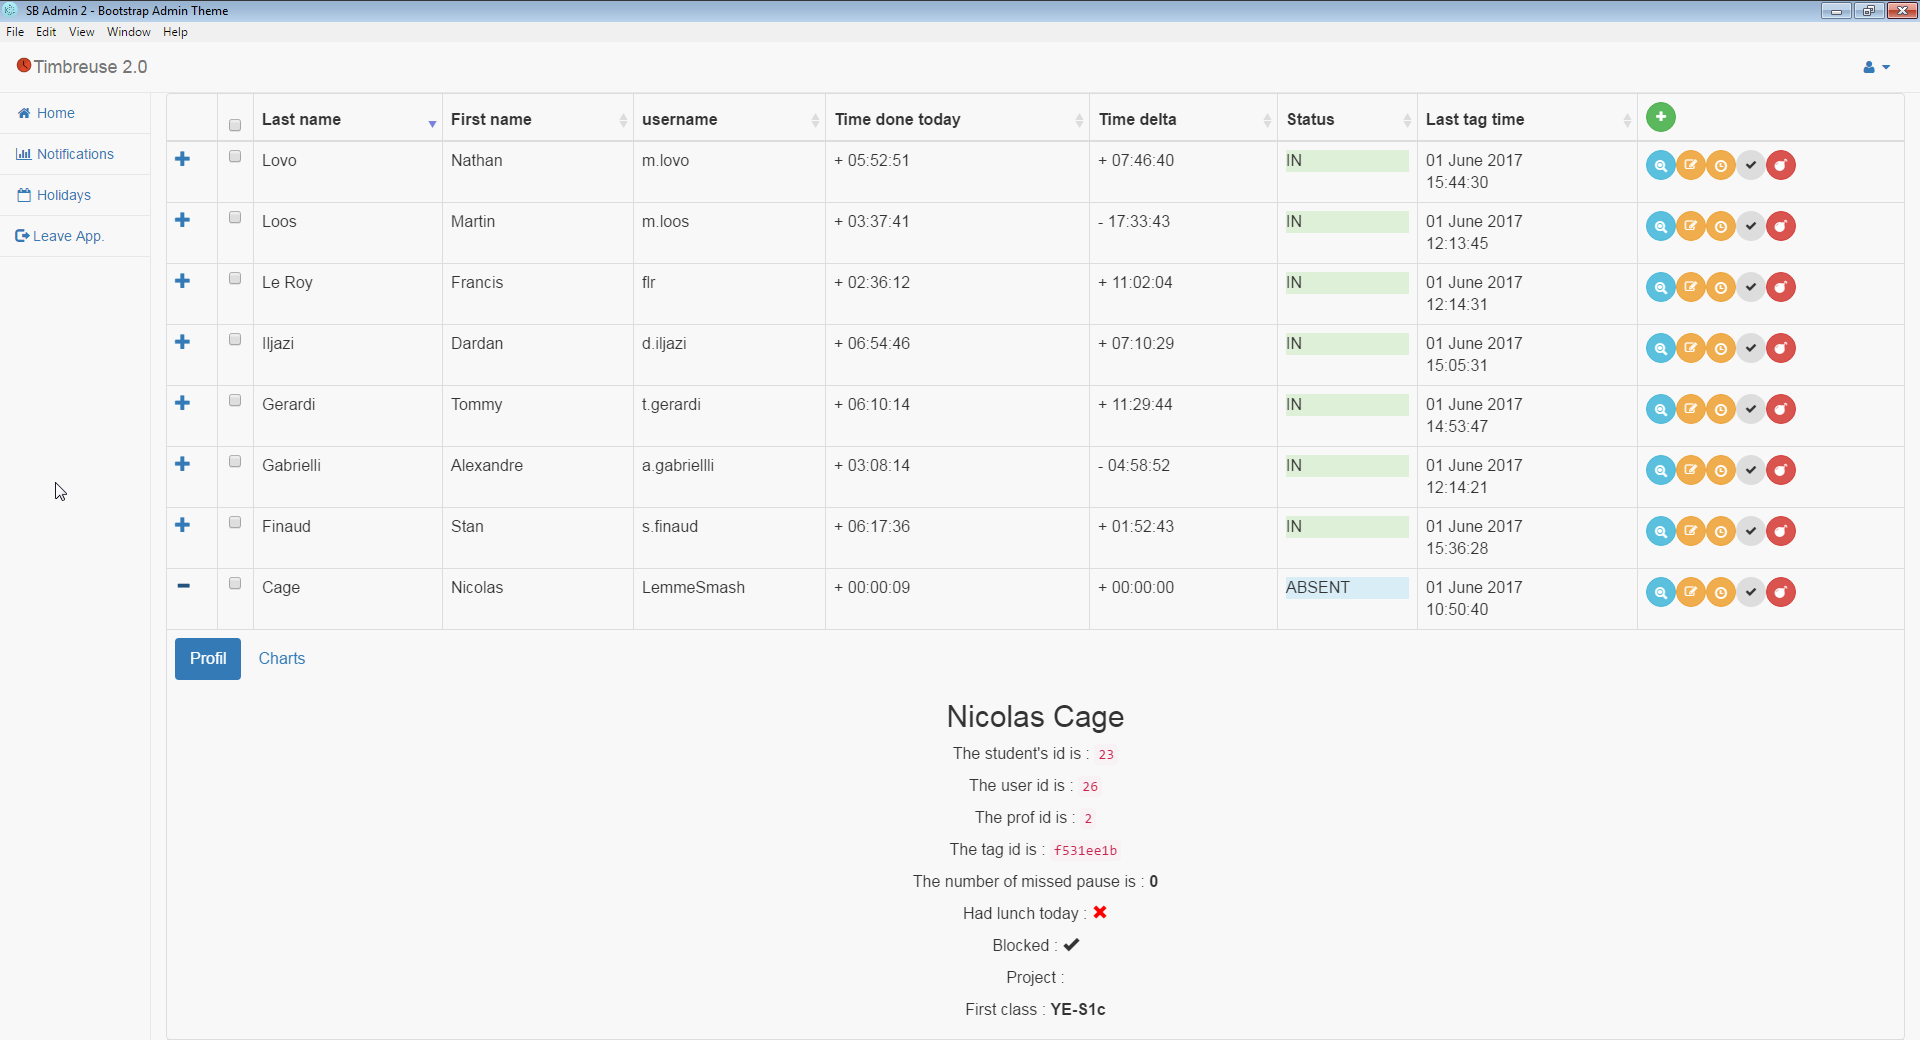 SB Admin 2 - Bootstrap Admin Theme
File Edit View Window Help
Timbreuse 2.0
Home
Notifications
Holidays
Leave App.
Last name First name username Time done today Time delta Status Last tag time
Lovo Nathan m.lovo + 05:52:51 + 07:46:40 IN 01 June 2017
15:44:30
Loos Martin m.loos + 03:37:41 - 17:33:43 IN 01 June 2017
12:13:45
Le Roy Francis flr + 02:36:12 + 11:02:04 IN 01 June 2017
12:14:31
Iljazi Dardan d.iljazi + 06:54:46 + 07:10:29 IN 01 June 2017
15:05:31
Gerardi Tommy t.gerardi + 06:10:14 + 11:29:44 IN 01 June 2017
14:53:47
Gabrielli Alexandre a.gabriellli + 03:08:14 - 04:58:52 IN 01 June 2017
12:14:21
Finaud Stan s.finaud + 06:17:36 + 01:52:43 IN 01 June 2017
15:36:28
Cage Nicolas LemmeSmash + 00:00:09 + 00:00:00 ABSENT 01 June 2017
10:50:40
Profil Charts
Nicolas Cage
The student's id is : 23
The user id is : 26
The prof id is : 2
The tag id is : f531ee1b
The number of missed pause is : 0
Had lunch today :
Blocked :
Project :
First class : YE-S1c